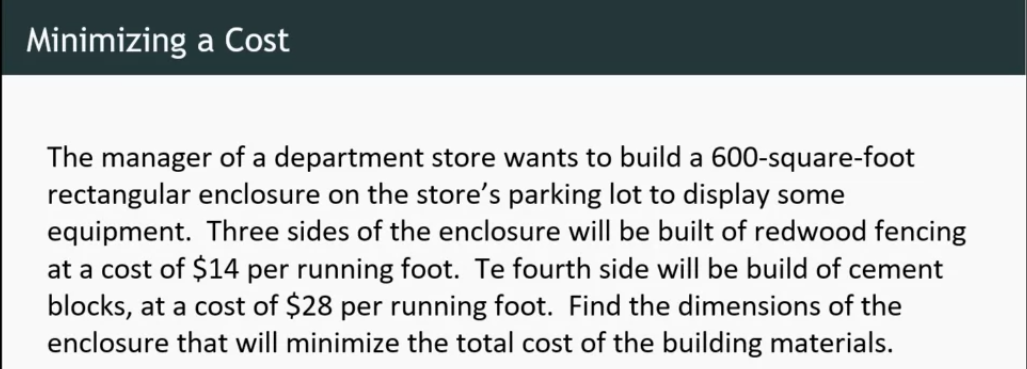 Minimizing a Cost
The manager of a department store wants to build a 600-square-foot
rectangular enclosure on the store’s parking lot to display some
equipment.  Three sides of the enclosure will be built of redwood fencing
at a cost of $14 per running foot.  Te fourth side will be build of cement
blocks, at a cost of $28 per running foot.  Find the dimensions of the
enclosure that will minimize the total cost of the building materials.